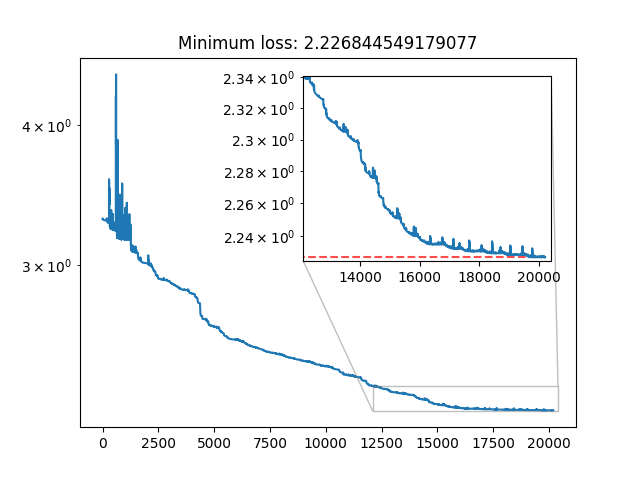 Minimum loss: 2.226844549179077
4 × 10⁰
3 × 10⁰
2.34 × 10⁰
2.32 × 10⁰
2.3 × 10⁰
2.28 × 10⁰
2.26 × 10⁰
2.24 × 10⁰
14000 16000 18000 20000
0 2500 5000 7500 10000 12500 15000 17500 20000